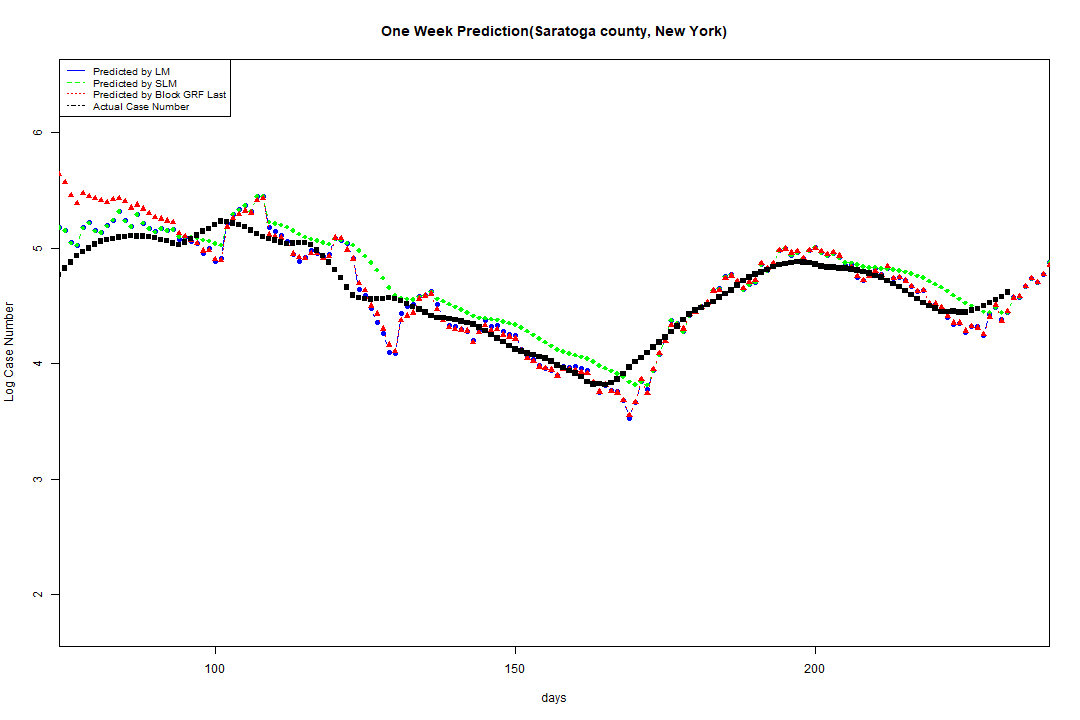 One Week Prediction(Saratoga county, New York)
Predicted by LM
Predicted by SLM
Predicted by Block GRF Last
Actual Case Number
6
5
4
3
2
Log Case Number
100 150 200
days